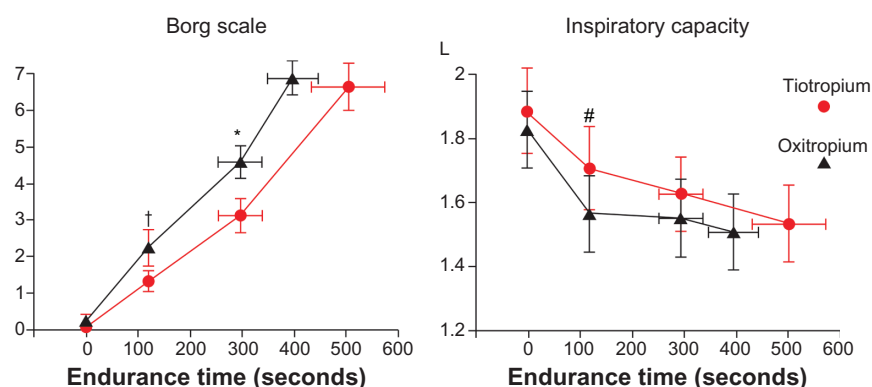 Borg scale
7
6
5
4
3
2
1
0
†
*
0 100 200 300 400 500 600
Endurance time (seconds)
Inspiratory capacity
L
2
1.8
1.6
1.4
1.2
#
0 100 200 300 400 500 600
Endurance time (seconds)
Tiotropium
Oxitropium